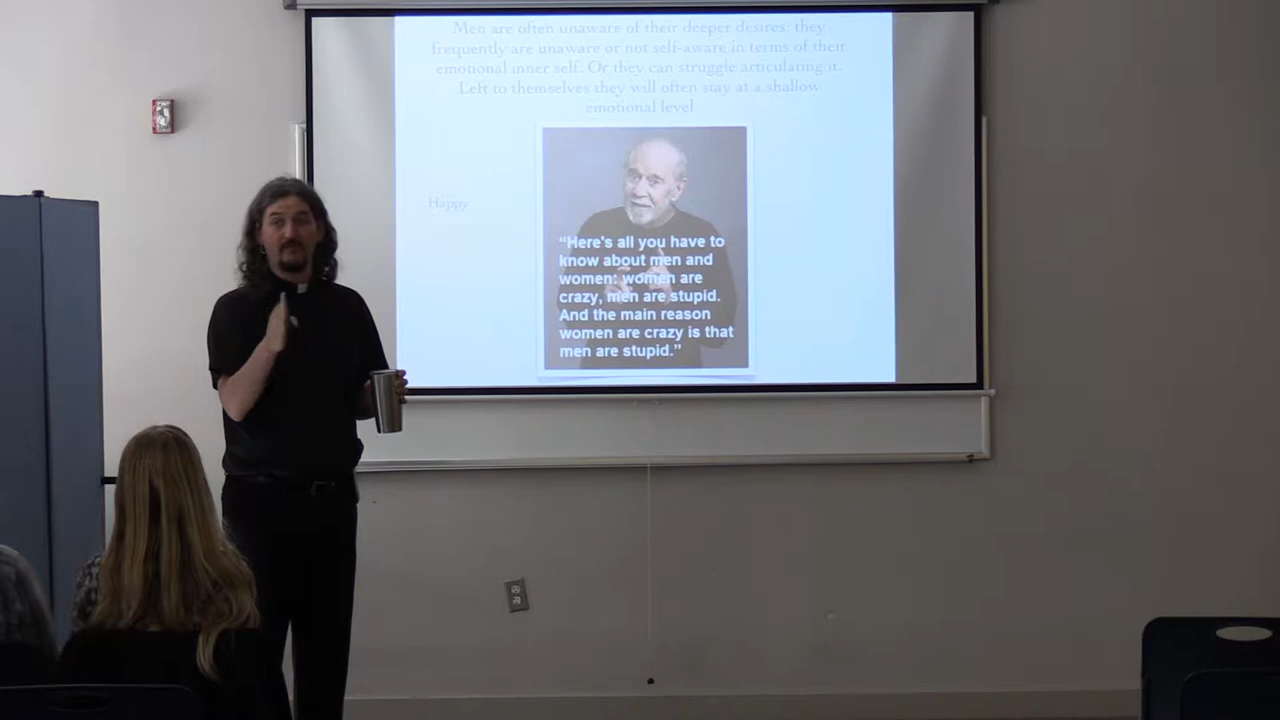 Men are often unaware of their deeper desires: they
frequently are unaware or not self-aware in terms of their
emotional inner self. Or they can struggle articulating it.
Left to themselves they will often stay at a shallow
emotional level
Happy
“Here's all you have to
know about men and
women: women are
crazy, men are stupid.
And the main reason
women are crazy is that
men are stupid.”